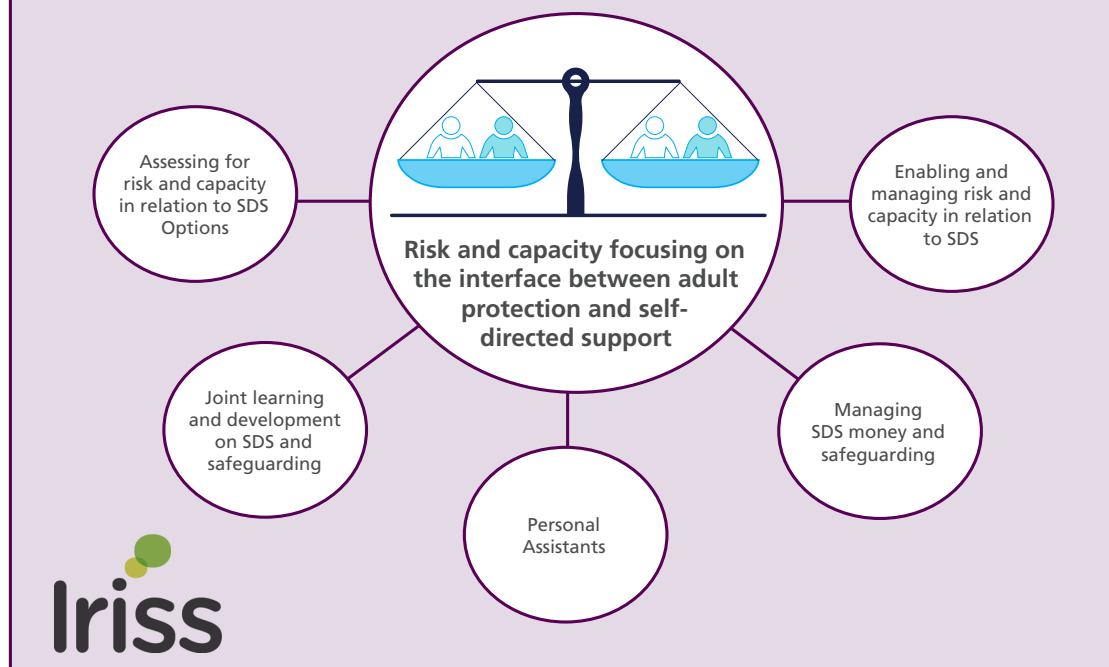 Risk and capacity focusing on
the interface between adult
protection and self-
directed support
Assessing for
risk and capacity
in relation to SDS
Options
Enabling and
managing risk and
capacity in relation
to SDS
Joint learning
and development
on SDS and
safeguarding
Managing
SDS money and
safeguarding
Personal
Assistants
Iriss